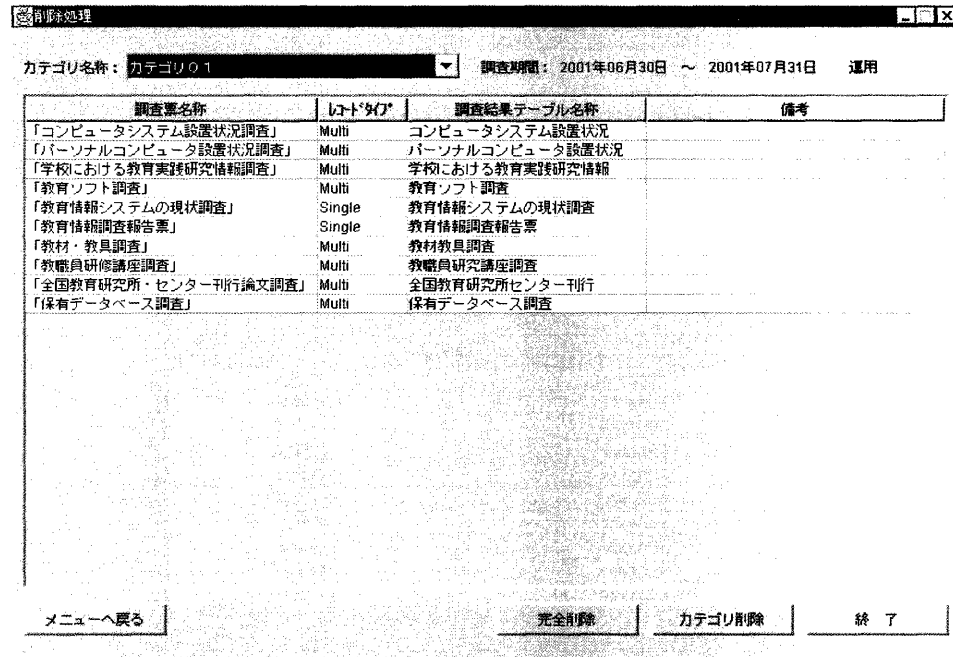 削除処理
カテゴリ名称： カテゴリ０１ 調査期間： 2001年06月30日 ～ 2001年07月31日 運用
調査票名称 ﾚｺｰﾄﾞﾀｲﾌﾟ 調査結果テーブル名称 備考
「コンピュータシステム設置状況調査」 Multi コンピュータシステム設置状況
「パーソナルコンピュータ設置状況調査」 Multi パーソナルコンピュータ設置状況
「学校における教育実践研究情報調査」 Multi 学校における教育実践研究情報
「教育ソフト調査」 Multi 教育ソフト調査
「教育情報システムの現状調査」 Single 教育情報システムの現状調査
「教育情報調査報告票」 Single 教育情報調査報告票
「教材・教具調査」 Multi 教材教具調査
「教職員研修講座調査」 Multi 教職員研究講座調査
「全国教育研究所・センター刊行論文調査」 Multi 全国教育研究所センター刊行
「保有データベース調査」 Multi 保有データベース調査
メニューへ戻る 完全削除 カテゴリ削除 終 了